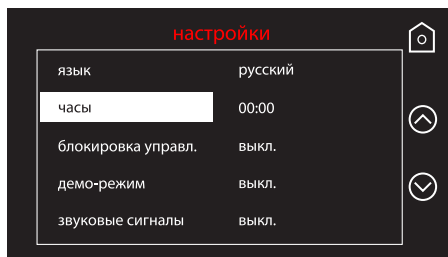 настройки
язык русский
часы 00:00
блокировка управл. выкл.
демо-режим выкл.
звуковые сигналы выкл.